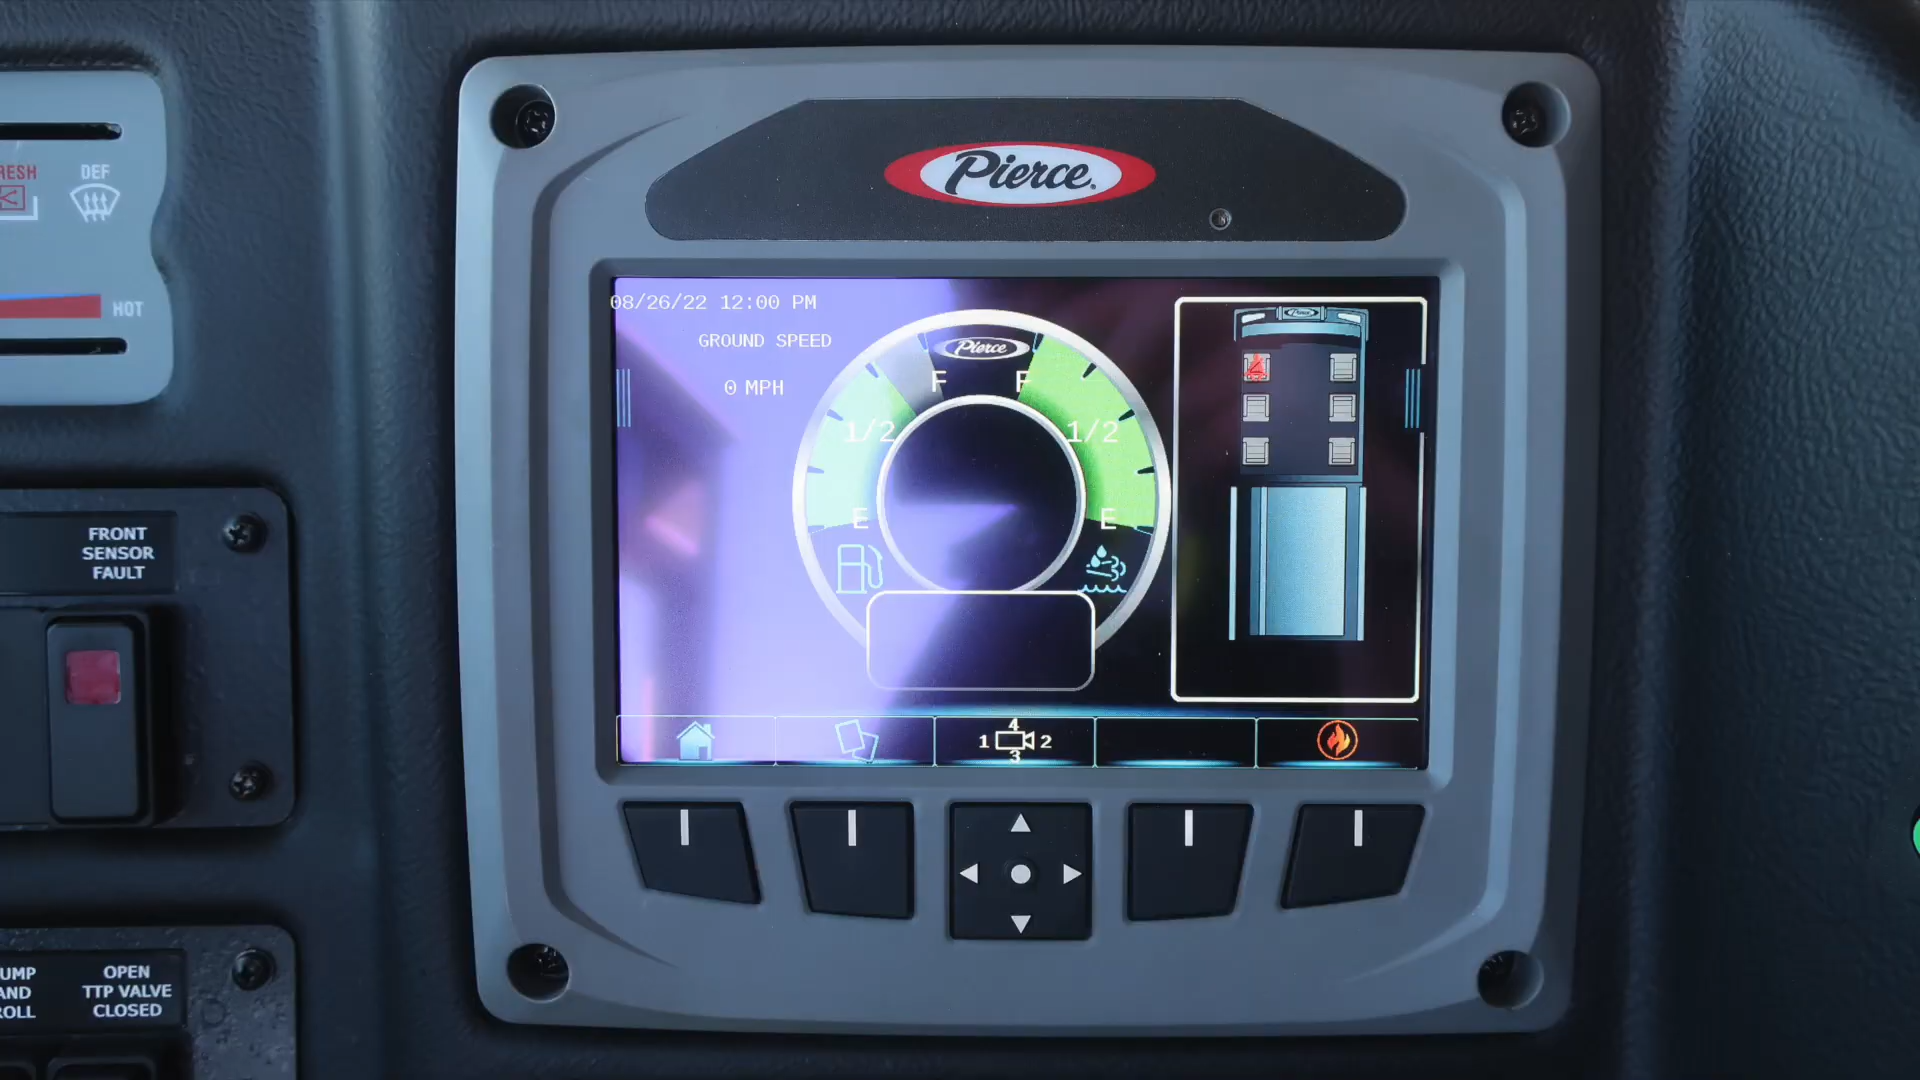 Pierce
RESH
DEF
HOT
08/26/22 12:00 PM
GROUND SPEED
0 MPH
Pierce
F
F
1/2
1/2
E
E
Pierce
FRONT
SENSOR
FAULT
4
1
2
3
UMP
AND
ROLL
OPEN
TTP VALVE
CLOSED